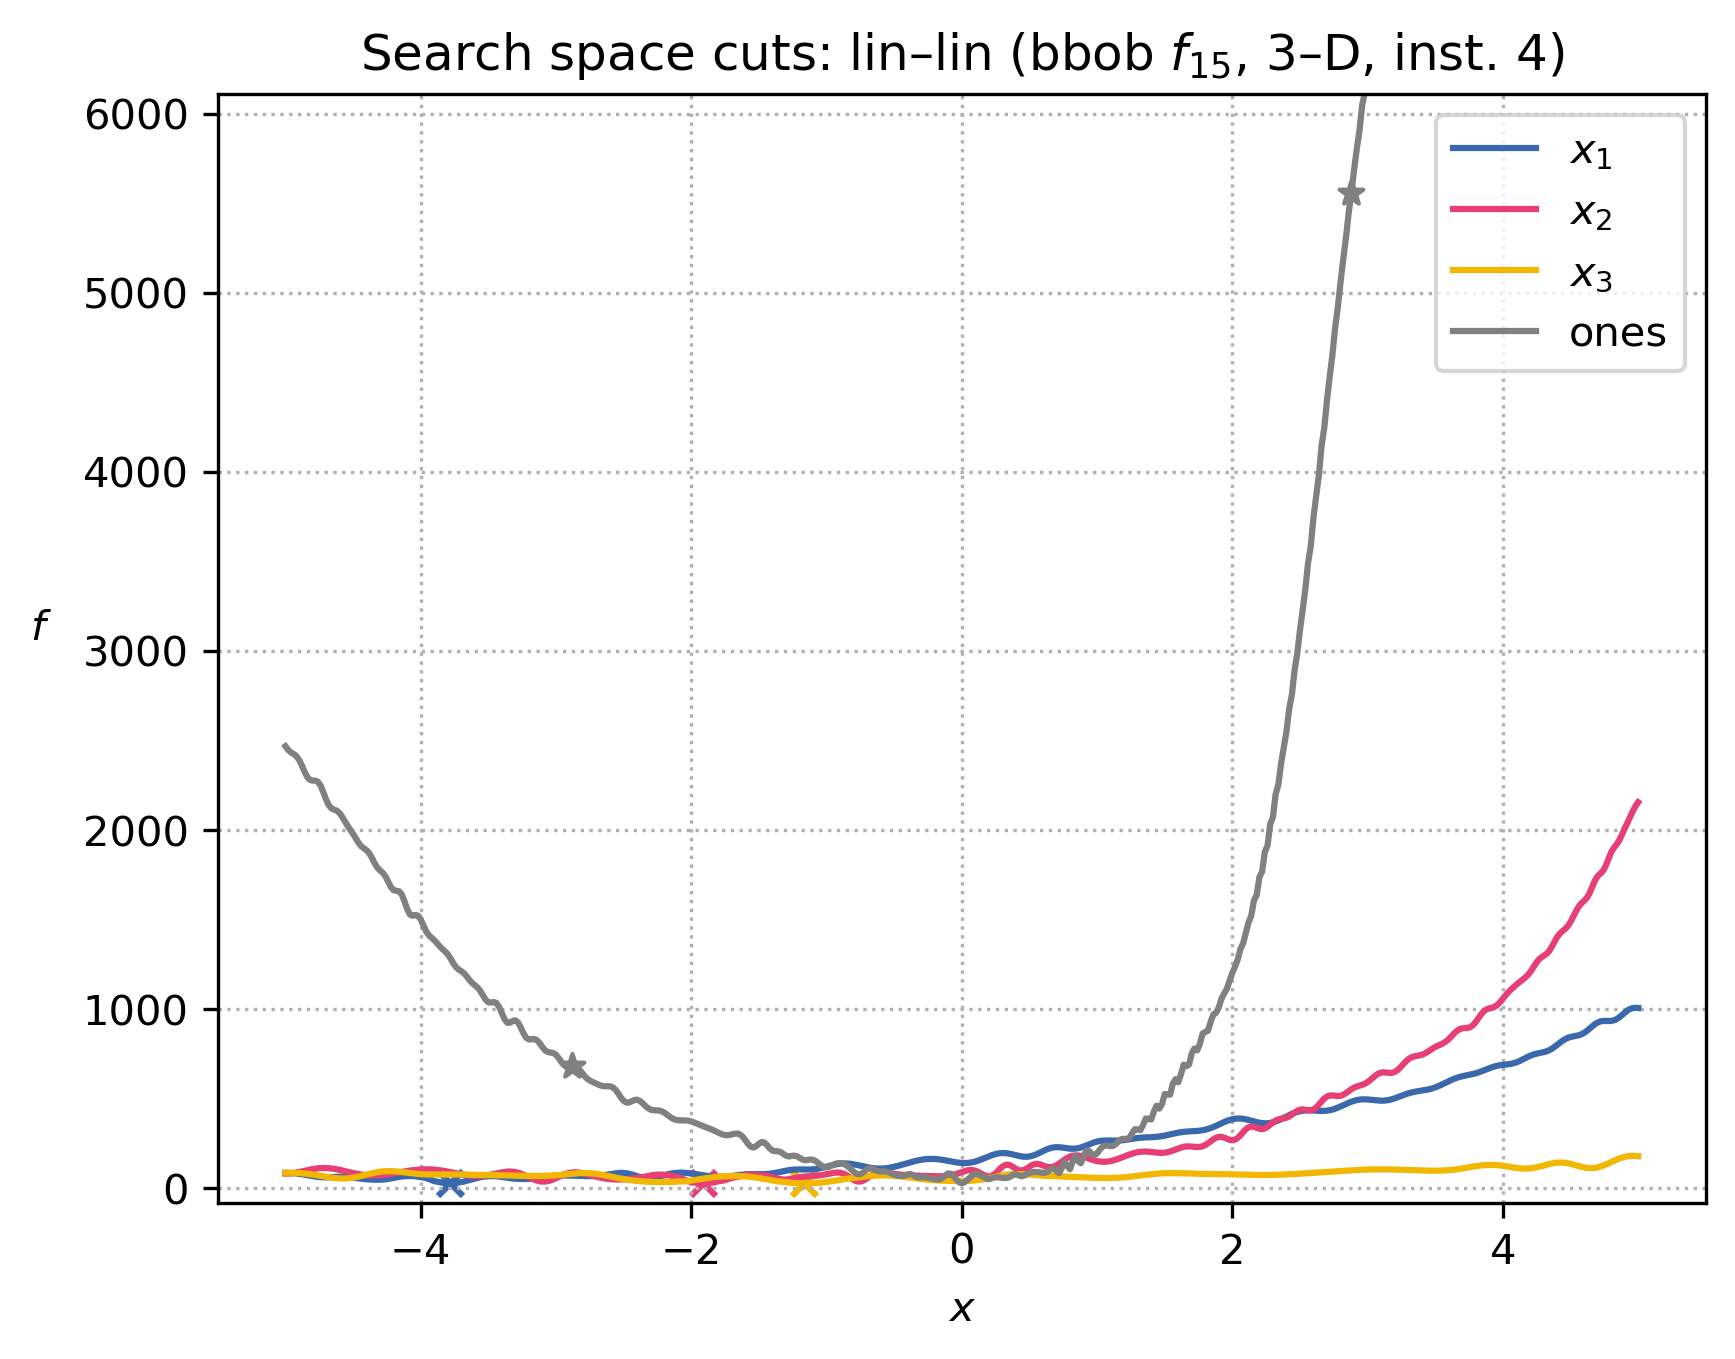 Search space cuts: lin–lin (bbob f₁₅, 3–D, inst. 4)
6000
5000
4000
3000
2000
1000
0
f
−4
−2
0
2
4
x
x₁
x₂
x₃
ones